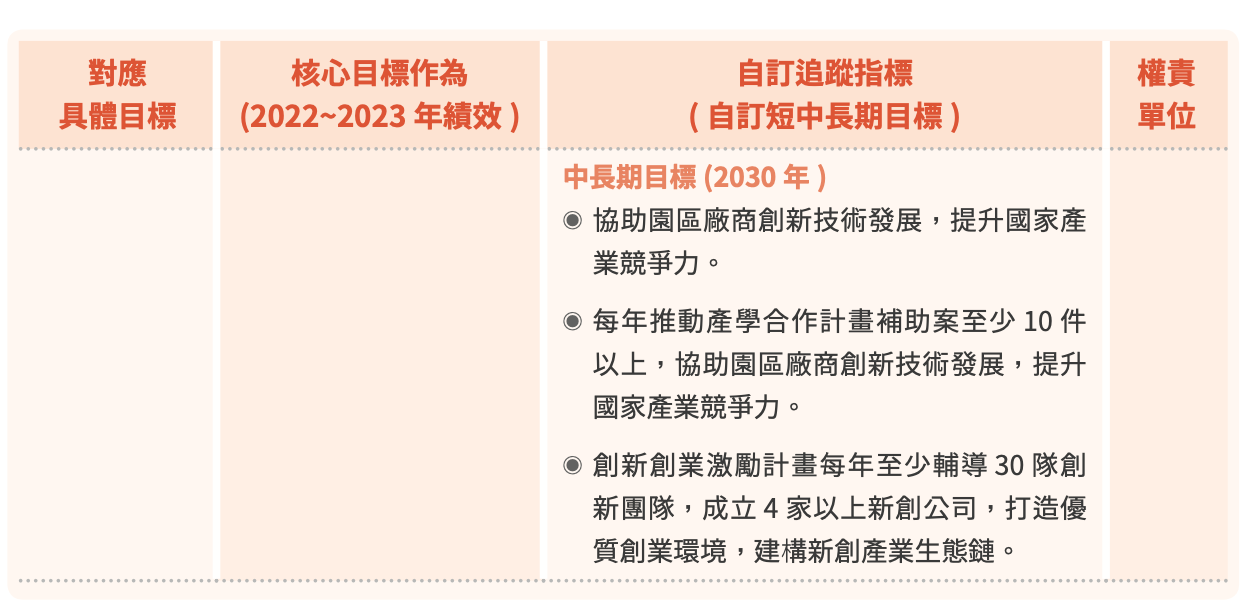 對應
具體目標
核心目標作為
(2022~2023 年績效 )
自訂追蹤指標
( 自訂短中長期目標 )
權責
單位
中長期目標 (2030 年 )
◉ 協助園區廠商創新技術發展，提升國家產
業競爭力。
◉ 每年推動產學合作計畫補助案至少 10 件
以上，協助園區廠商創新技術發展，提升
國家產業競爭力。
◉ 創新創業激勵計畫每年至少輔導 30 隊創
新團隊，成立 4 家以上新創公司，打造優
質創業環境，建構新創產業生態鏈。